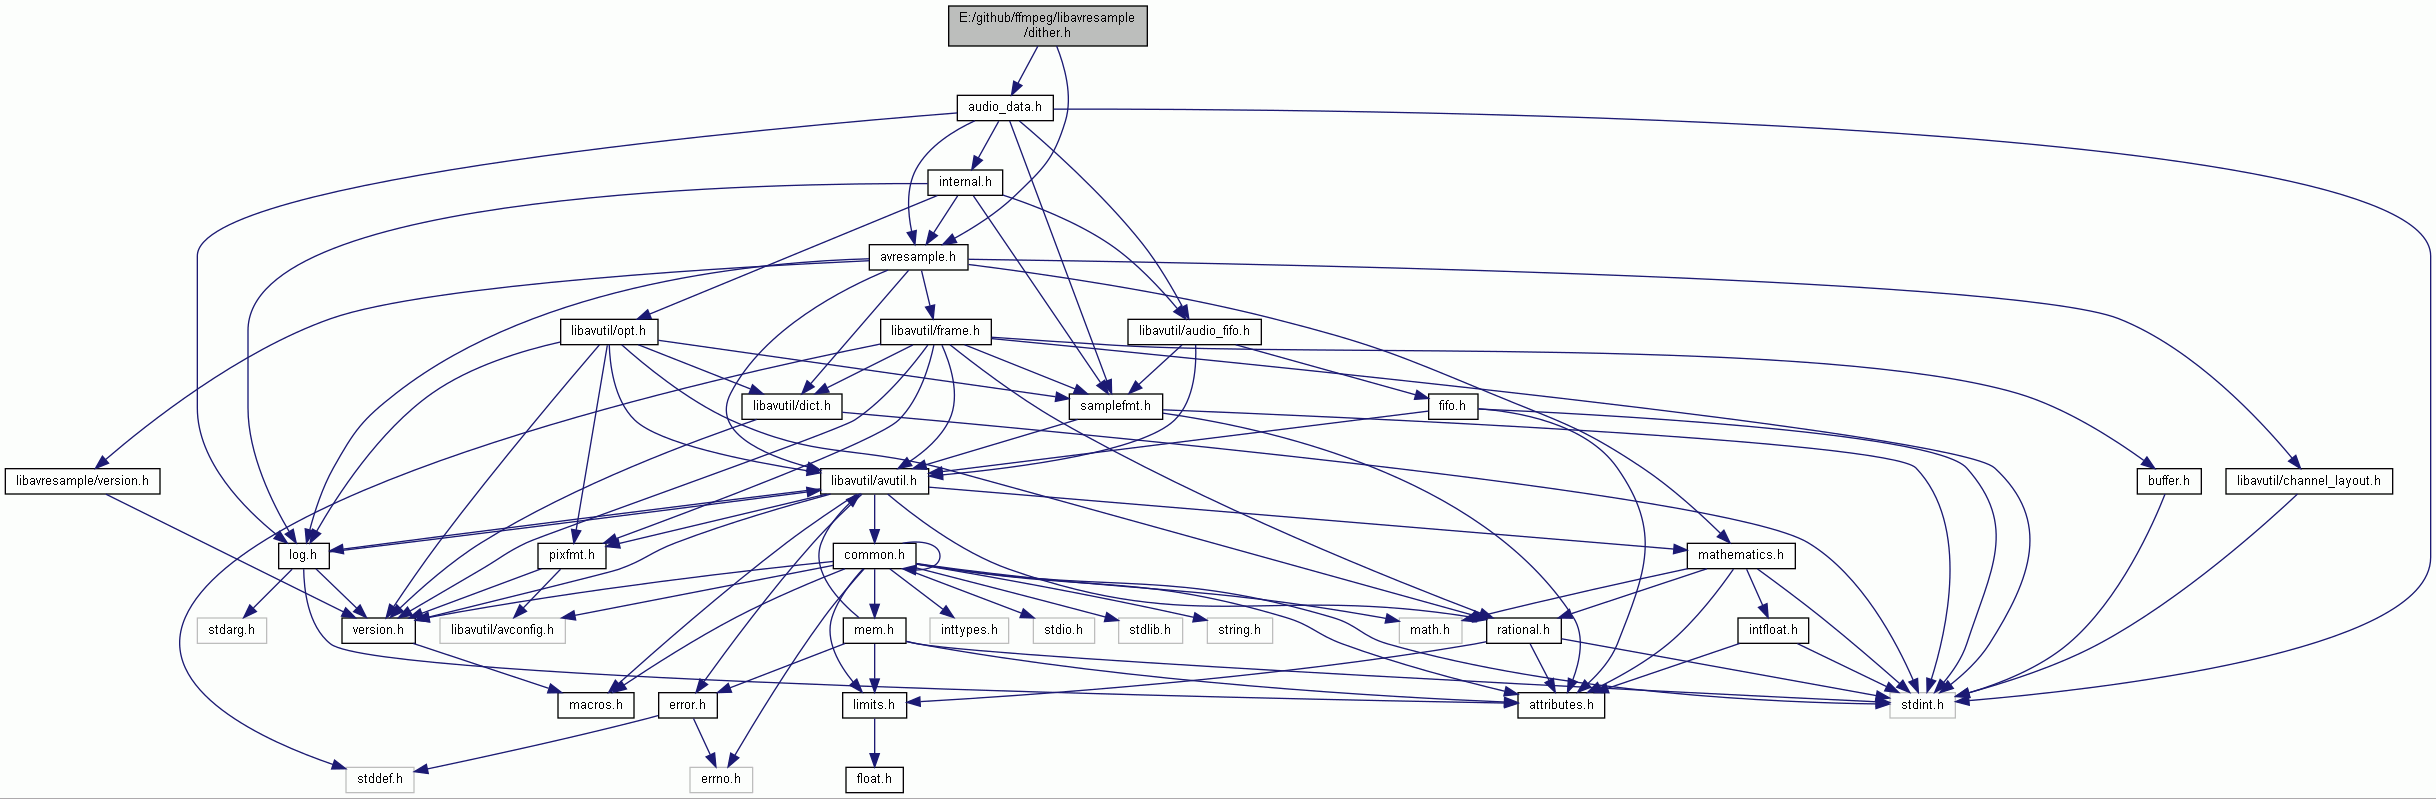 E:/github/ffmpeg/libavresample
/dither.h
audio_data.h
internal.h
avresample.h
libavutil/opt.h
libavutil/frame.h
libavutil/audio_fifo.h
libavutil/dict.h
samplefmt.h
fifo.h
libavresample/version.h
libavutil/avutil.h
buffer.h
libavutil/channel_layout.h
log.h
pixfmt.h
common.h
mathematics.h
stdarg.h
version.h
libavutil/avconfig.h
mem.h
inttypes.h
stdio.h
stdlib.h
string.h
math.h
rational.h
intfloat.h
macros.h
error.h
limits.h
attributes.h
stdint.h
stddef.h
errno.h
float.h